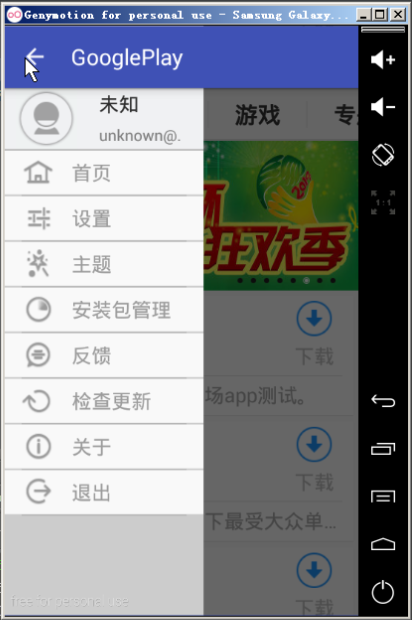 Genymotion for personal use - Samsung Galaxy...
GooglePlay
未知
unknown@.
首页
设置
主题
安装包管理
反馈
检查更新
关于
退出
游戏
狂欢季
下载
场app测试。
下载
下最受大众单...
下载
free for personal use